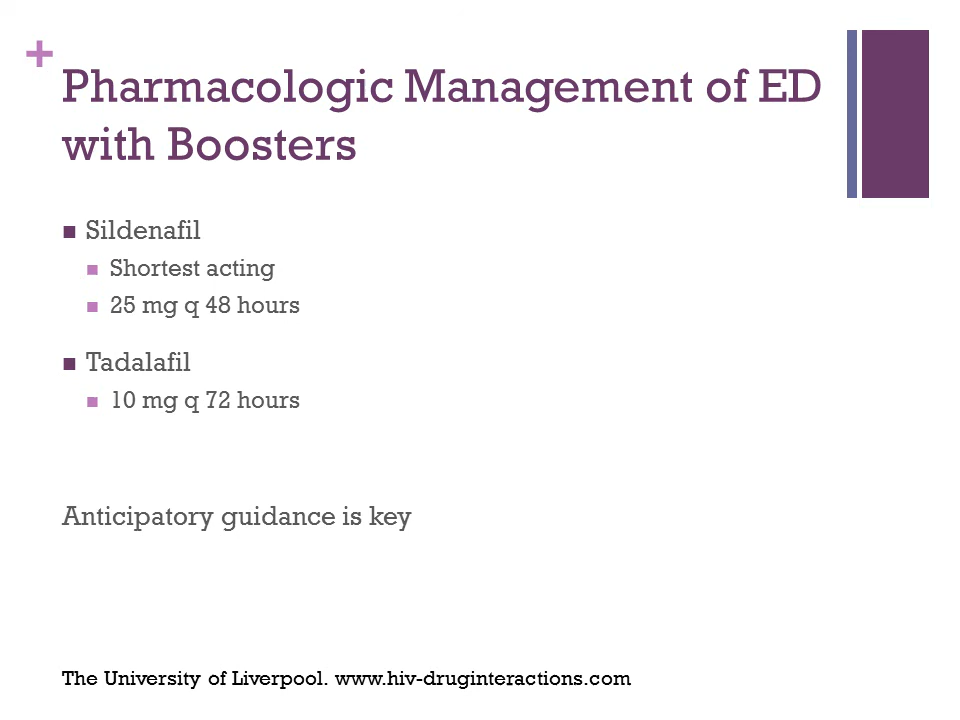 +
Pharmacologic Management of ED
with Boosters
Sildenafil
Shortest acting
25 mg q 48 hours
Tadalafil
10 mg q 72 hours
Anticipatory guidance is key
The University of Liverpool. www.hiv-druginteractions.com